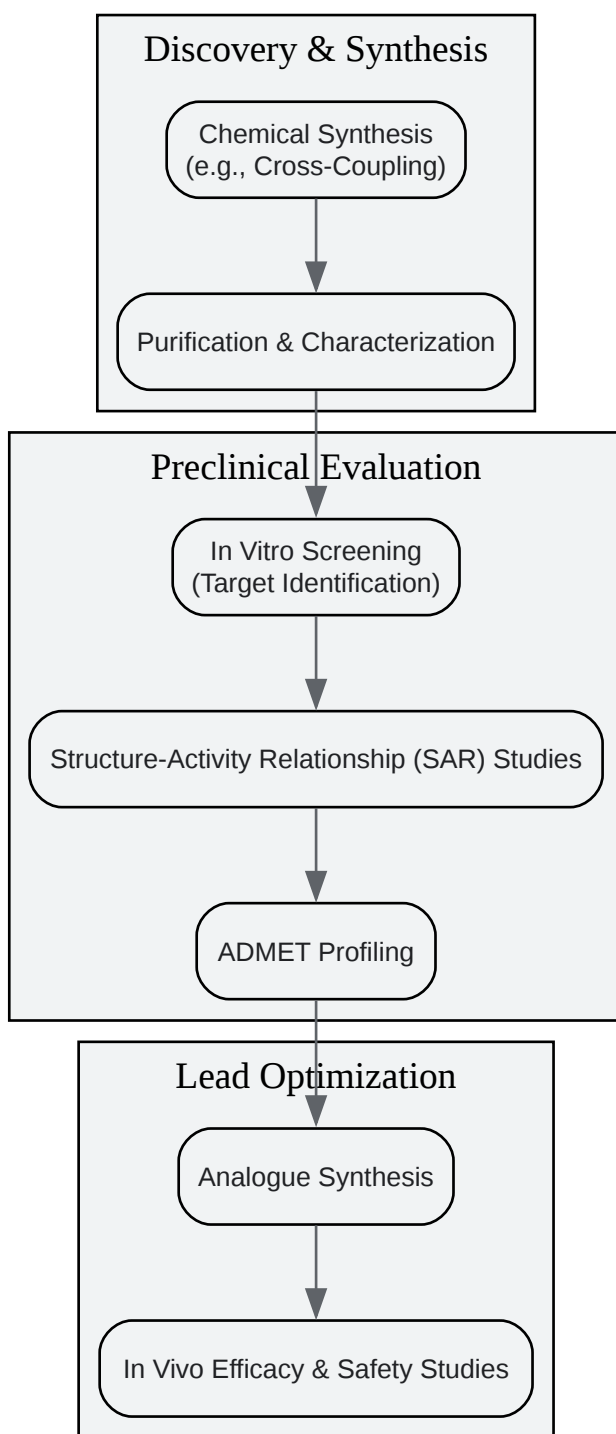 Discovery & Synthesis
Chemical Synthesis
(e.g., Cross-Coupling)
Purification & Characterization
Preclinical Evaluation
In Vitro Screening
(Target Identification)
Structure-Activity Relationship (SAR) Studies
ADMET Profiling
Lead Optimization
Analogue Synthesis
In Vivo Efficacy & Safety Studies